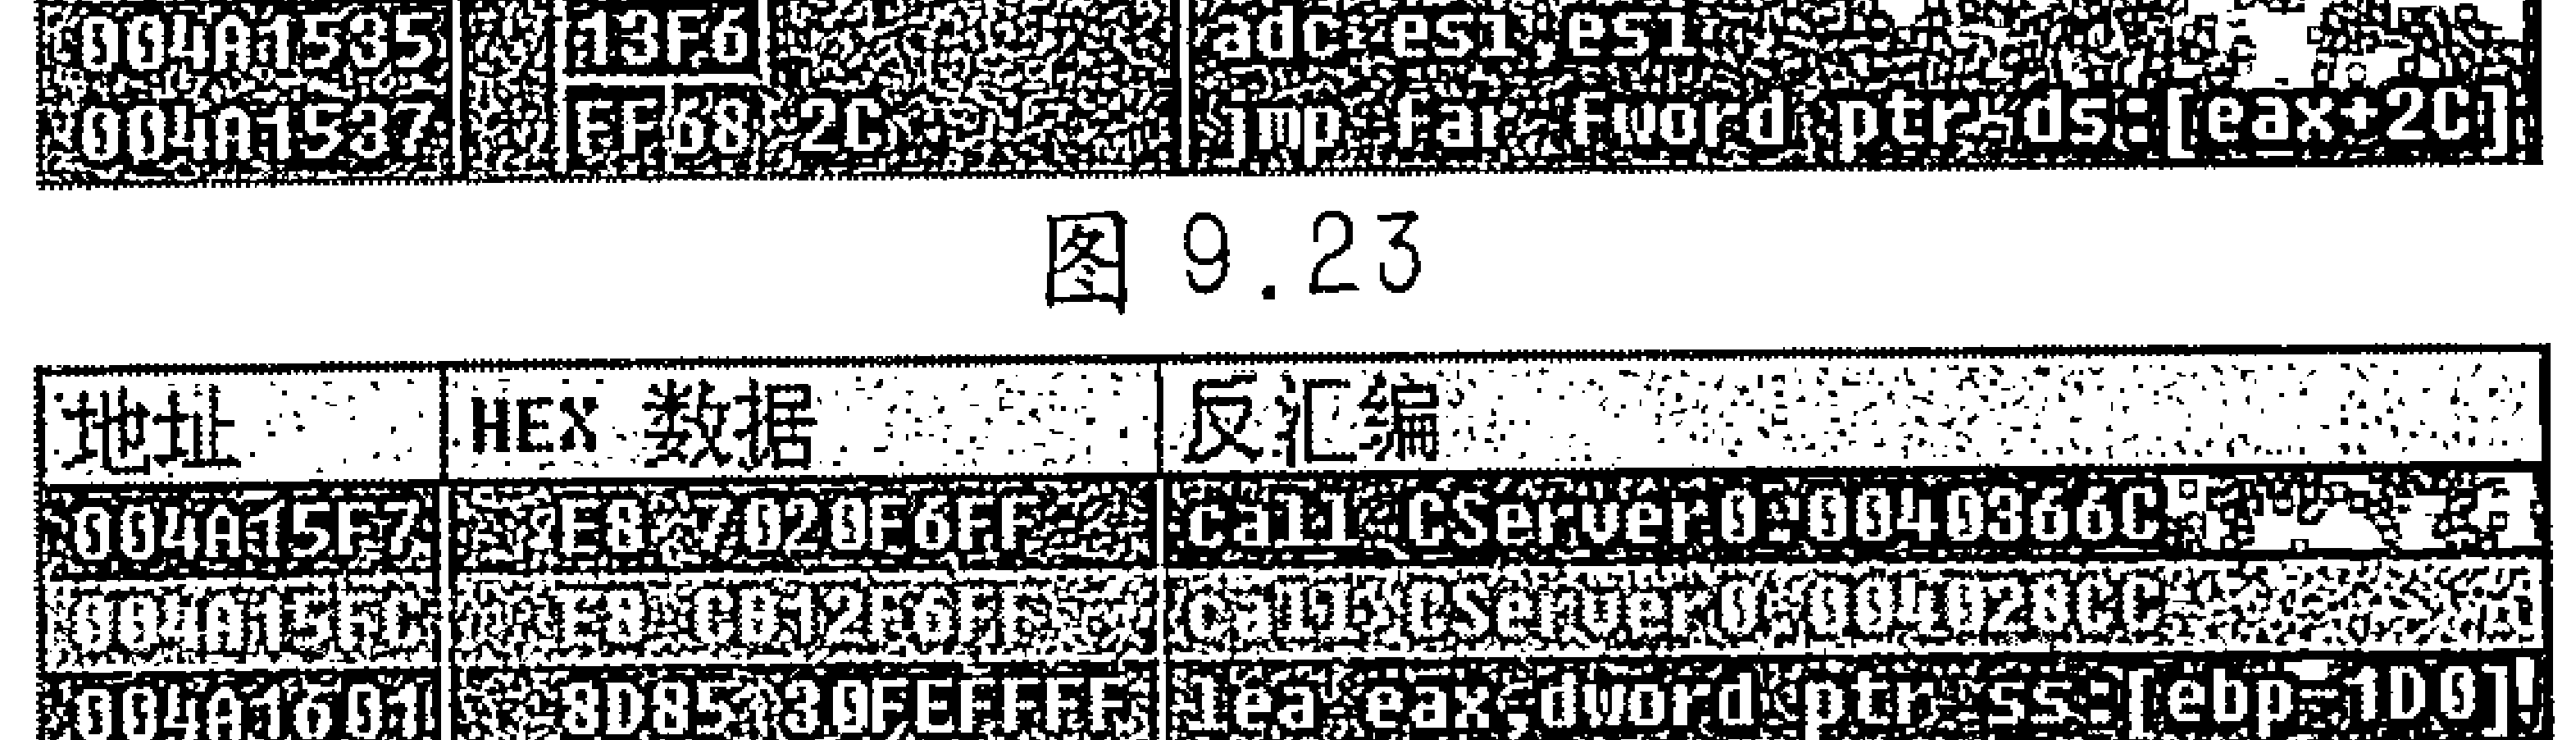 004A1535 13F6 adc esi,esi
004A1537 FF68 2C jmp far fword ptr ds:[eax+2C]
图 9.23
地址 HEX 数据 反汇编
004A15F7 E8 7020F6FF call CServer0.0040366C
004A15FC E8 CB12F6FF call CServer0.004028CC
004A1601 8D85 30FEFFFF lea eax,dword ptr ss:[ebp-1D0]